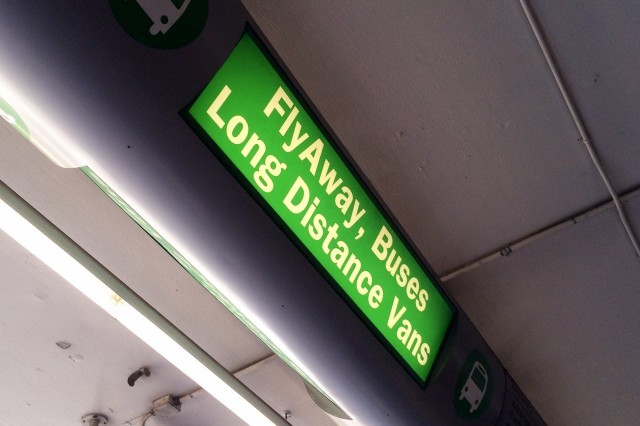 FlyAway, Buses
Long Distance Vans